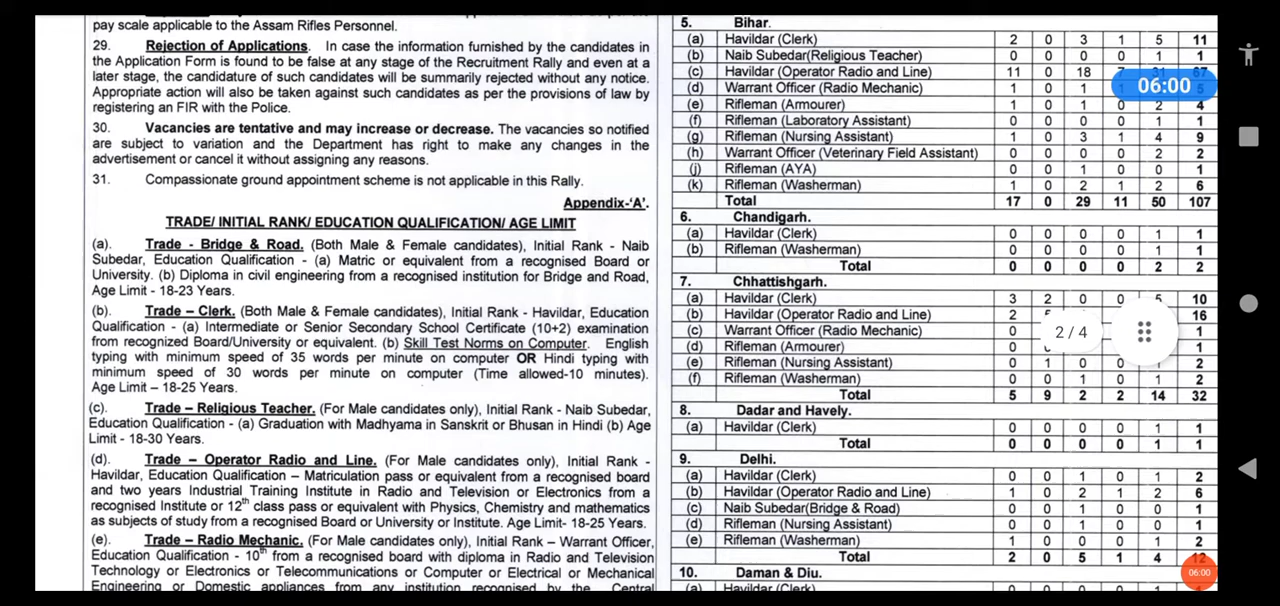 pay scale applicable to the Assam Rifles Personnel.
29. Rejection of Applications. In case the information furnished by the candidates in
the Application Form is found to be false at any stage of the Recruitment Rally and even at a
later stage, the candidature of such candidates will be summarily rejected without any notice.
Appropriate action will also be taken against such candidates as per the provisions of law by
registering an FIR with the Police.
30. Vacancies are tentative and may increase or decrease. The vacancies so notified
are subject to variation and the Department has right to make any changes in the
advertisement or cancel it without assigning any reasons.
31. Compassionate ground appointment scheme is not applicable in this Rally.
Appendix-'A'.
TRADE/ INITIAL RANK/ EDUCATION QUALIFICATION/ AGE LIMIT
(a). Trade - Bridge & Road. (Both Male & Female candidates), Initial Rank - Naib
Subedar, Education Qualification - (a) Matric or equivalent from a recognised Board or
University. (b) Diploma in civil engineering from a recognised institution for Bridge and Road,
Age Limit - 18-23 Years.
(b). Trade – Clerk. (Both Male & Female candidates), Initial Rank - Havildar, Education
Qualification - (a) Intermediate or Senior Secondary School Certificate (10+2) examination
from recognized Board/University or equivalent. (b) Skill Test Norms on Computer. English
typing with minimum speed of 35 words per minute on computer OR Hindi typing with
minimum speed of 30 words per minute on computer (Time allowed-10 minutes).
Age Limit – 18-25 Years.
(c). Trade – Religious Teacher. (For Male candidates only), Initial Rank - Naib Subedar,
Education Qualification - (a) Graduation with Madhyama in Sanskrit or Bhusan in Hindi (b) Age
Limit - 18-30 Years.
(d). Trade – Operator Radio and Line. (For Male candidates only), Initial Rank -
Havildar, Education Qualification – Matriculation pass or equivalent from a recognised board
and two years Industrial Training Institute in Radio and Television or Electronics from a
recognised Institute or 12th class pass or equivalent with Physics, Chemistry and mathematics
as subjects of study from a recognised Board or University or Institute. Age Limit- 18-25 Years.
(e). Trade – Radio Mechanic. (For Male candidates only), Initial Rank – Warrant Officer,
Education Qualification - 10th from a recognised board with diploma in Radio and Television
Technology or Electronics or Telecommunications or Computer or Electrical or Mechanical
Engineering or Domestic appliances from any institution recognised by the Central
5. Bihar.
(a) Havildar (Clerk) 2 0 3 1 5 11
(b) Naib Subedar(Religious Teacher) 0 0 0 0 1 1
(c) Havildar (Operator Radio and Line) 11 0 18 7 31 67
(d) Warrant Officer (Radio Mechanic) 1 0 1 5
(e) Rifleman (Armourer) 1 0 1 0 2 4
(f) Rifleman (Laboratory Assistant) 0 0 0 0 1 1
(g) Rifleman (Nursing Assistant) 1 0 3 1 4 9
(h) Warrant Officer (Veterinary Field Assistant) 0 0 0 0 2 2
(j) Rifleman (AYA) 0 0 1 0 0 1
(k) Rifleman (Washerman) 1 0 2 1 2 6
Total 17 0 29 11 50 107
6. Chandigarh.
(a) Havildar (Clerk) 0 0 0 0 1 1
(b) Rifleman (Washerman) 0 0 0 0 1 1
Total 0 0 0 0 2 2
7. Chhattishgarh.
(a) Havildar (Clerk) 3 2 0 0 5 10
(b) Havildar (Operator Radio and Line) 2 16
(c) Warrant Officer (Radio Mechanic) 0 1
(d) Rifleman (Armourer) 0 1
(e) Rifleman (Nursing Assistant) 0 1 0 0 1 2
(f) Rifleman (Washerman) 0 0 1 0 1 2
Total 5 9 2 2 14 32
8. Dadar and Havely.
(a) Havildar (Clerk) 0 0 0 0 1 1
Total 0 0 0 0 1 1
9. Delhi.
(a) Havildar (Clerk) 0 0 1 0 1 2
(b) Havildar (Operator Radio and Line) 1 0 2 1 2 6
(c) Naib Subedar(Bridge & Road) 0 0 1 0 0 1
(d) Rifleman (Nursing Assistant) 0 0 1 0 0 1
(e) Rifleman (Washerman) 1 0 0 0 1 2
Total 2 0 5 1 4 12
10. Daman & Diu.
(a) Havildar (Clerk) 0 0 0 0 1 1
06:00
2 / 4
06:00